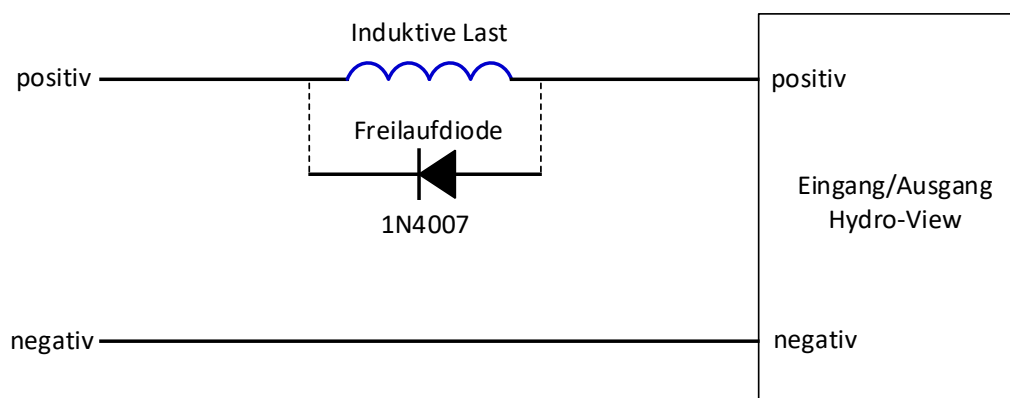 Induktive Last
positiv
positiv
Freilaufdiode
1N4007
Eingang/Ausgang
Hydro-View
negativ
negativ